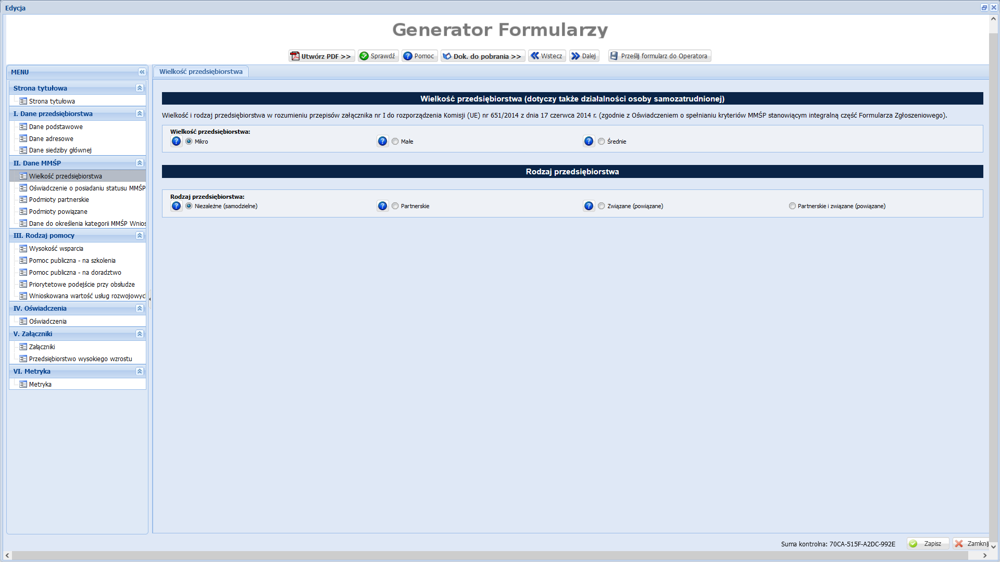 Edycja
Generator Formularzy
Utwórz PDF >>
Sprawdź
Pomoc
Dok. do pobrania >>
Wstecz
Dalej
Prześlij formularz do Operatora
MENU
Strona tytułowa
Strona tytułowa
I. Dane przedsiębiorstwa
Dane podstawowe
Dane adresowe
Dane siedziby głównej
II. Dane MMŚP
Wielkość przedsiębiorstwa
Oświadczenie o posiadaniu statusu MMŚP
Podmioty partnerskie
Podmioty powiązane
Dane do określenia kategorii MMŚP Wnios
III. Rodzaj pomocy
Wysokość wsparcia
Pomoc publiczna - na szkolenia
Pomoc publiczna - na doradztwo
Priorytetowe podejście przy obsłudze
Wnioskowana wartość usług rozwojowyc
IV. Oświadczenia
Oświadczenia
V. Załączniki
Załączniki
Przedsiębiorstwo wysokiego wzrostu
VI. Metryka
Metryka
Wielkość przedsiębiorstwa
Wielkość przedsiębiorstwa (dotyczy także działalności osoby samozatrudnionej)
Wielkość i rodzaj przedsiębiorstwa w rozumieniu przepisów załącznika nr I do rozporządzenia Komisji (UE) nr 651/2014 z dnia 17 czerwca 2014 r. (zgodnie z Oświadczeniem o spełnianiu kryteriów MMŚP stanowiącym integralną część Formularza Zgłoszeniowego).
Wielkość przedsiębiorstwa:
Mikro
Małe
Średnie
Rodzaj przedsiębiorstwa
Rodzaj przedsiębiorstwa:
Niezależne (samodzielne)
Partnerskie
Związane (powiązane)
Partnerskie i związane (powiązane)
Suma kontrolna: 70CA-515F-A2DC-992E
Zapisz
Zamknij